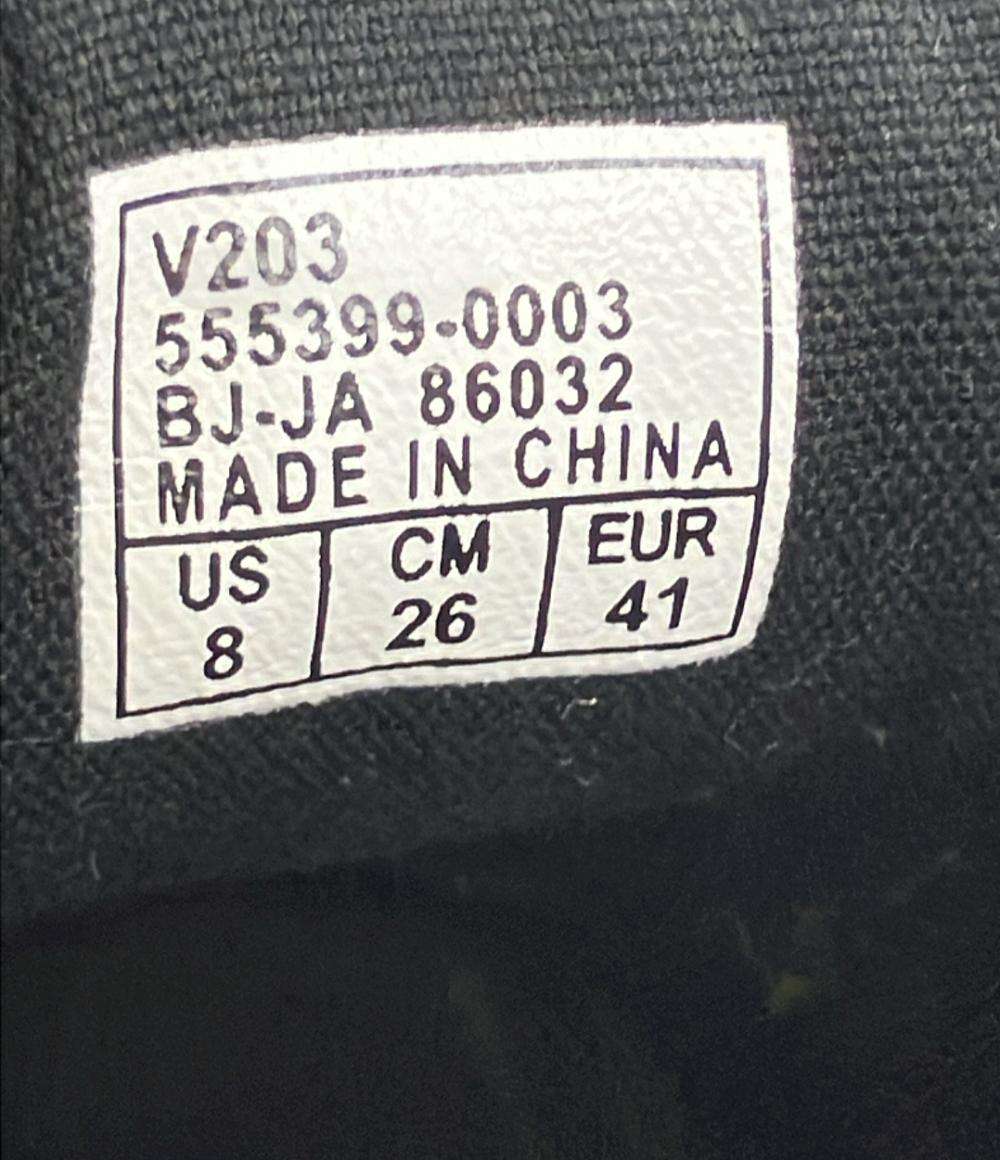 V203
555399-0003
BJ-JA 86032
MADE IN CHINA
US CM EUR
8 26 41